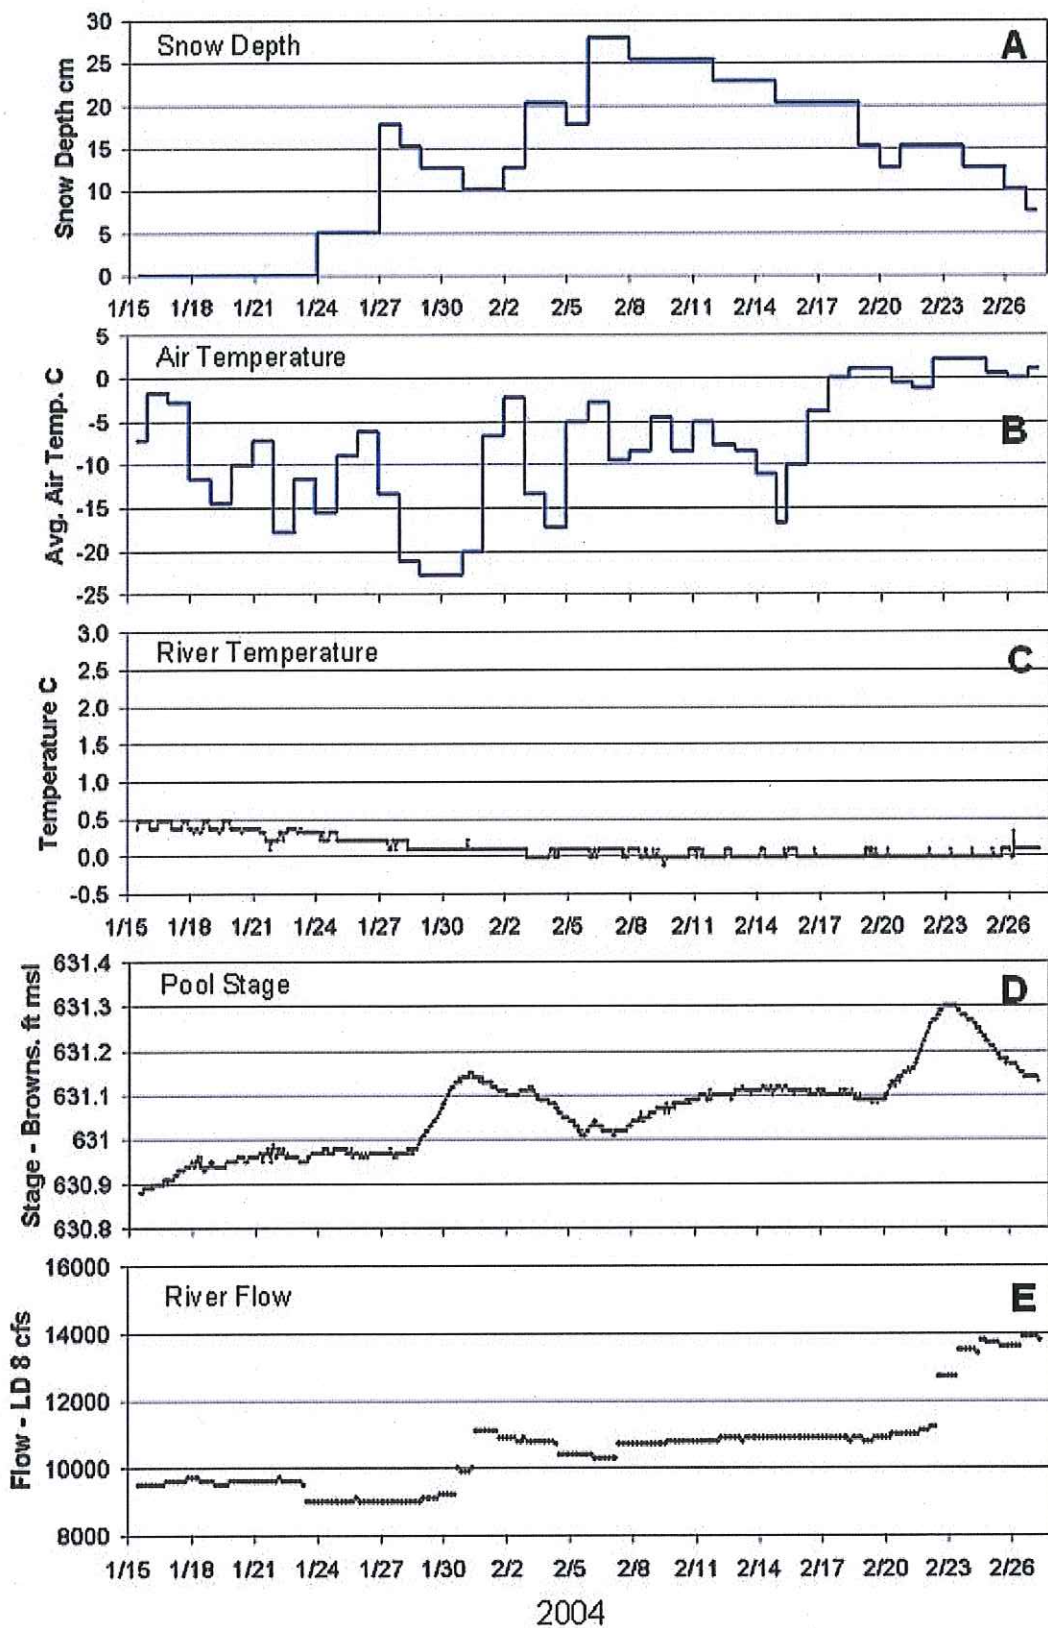 Snow Depth
A
Snow Depth cm
30
25
20
15
10
5
0
1/15 1/18 1/21 1/24 1/27 1/30 2/2 2/5 2/8 2/11 2/14 2/17 2/20 2/23 2/26
Air Temperature
B
Avg. Air Temp. C
5
0
-5
-10
-15
-20
-25
River Temperature
C
Temperature C
3.0
2.5
2.0
1.5
1.0
0.5
0.0
-0.5
1/15 1/18 1/21 1/24 1/27 1/30 2/2 2/5 2/8 2/11 2/14 2/17 2/20 2/23 2/26
Pool Stage
D
Stage - Browns. ft msl
631.4
631.3
631.2
631.1
631
630.9
630.8
River Flow
E
Flow - LD 8 cfs
16000
14000
12000
10000
8000
1/15 1/18 1/21 1/24 1/27 1/30 2/2 2/5 2/8 2/11 2/14 2/17 2/20 2/23 2/26
2004